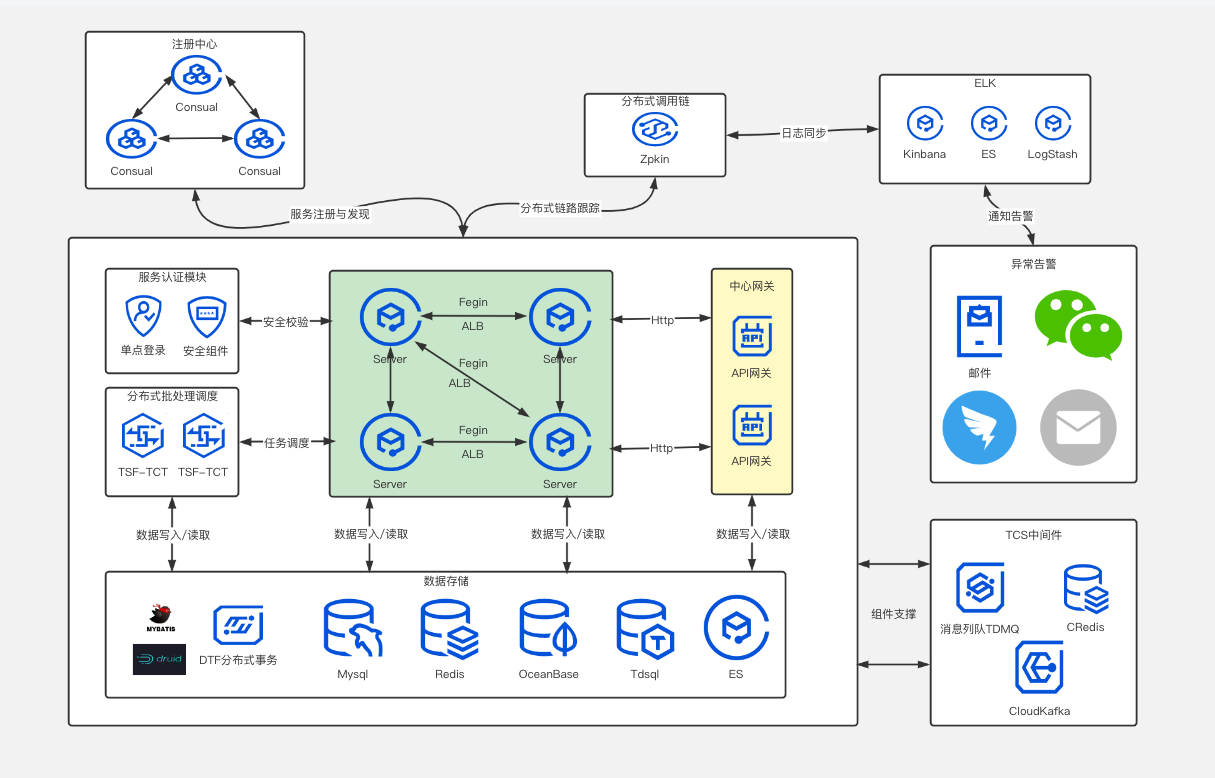 注册中心
Consual
Consual
Consual
分布式调用链
Zpkin
日志同步
ELK
Kinbana
ES
LogStash
服务注册与发现
分布式链路跟踪
通知告警
服务认证模块
单点登录
安全组件
安全校验
Fegin
ALB
Server
Server
Fegin
ALB
Fegin
ALB
Server
Server
Http
Http
中心网关
API
API网关
API
API网关
异常告警
邮件
分布式批处理调度
TSF-TCT
TSF-TCT
任务调度
数据写入/读取
数据写入/读取
数据写入/读取
数据写入/读取
数据存储
MYBATIS
druid
DTF分布式事务
Mysql
Redis
OceanBase
T
Tdsql
ES
组件支撑
TCS中间件
消息列队TDMQ
CRedis
CloudKafka